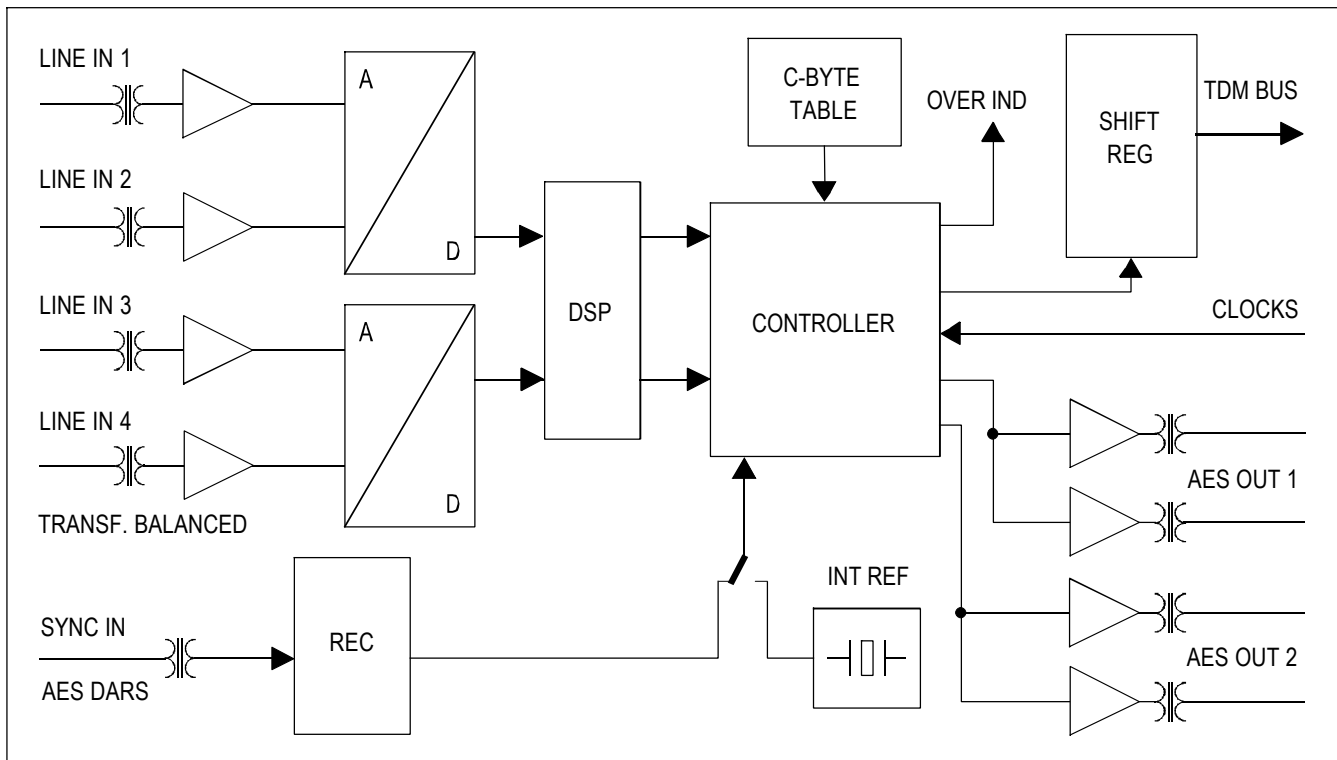 LINE IN 1
A
D
LINE IN 2
LINE IN 3
A
D
LINE IN 4
TRANSF. BALANCED
SYNC IN
AES DARS
REC
DSP
C-BYTE
TABLE
CONTROLLER
INT REF
OVER IND
SHIFT
REG
TDM BUS
CLOCKS
AES OUT 1
AES OUT 2